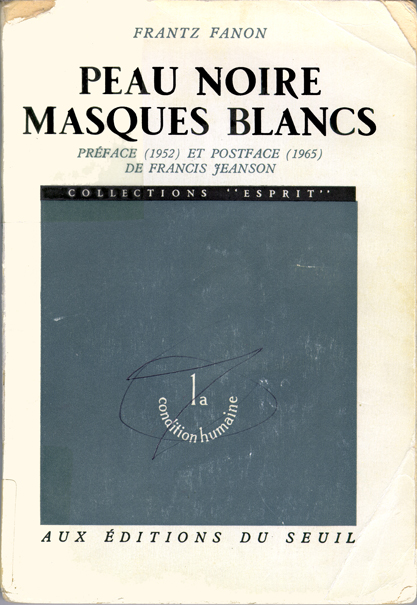 FRANTZ FANON
PEAU NOIRE
MASQUES BLANCS
PRÉFACE (1952) ET POSTFACE (1965)
DE FRANCIS JEANSON
COLLECTIONS "ESPRIT"
la
condition humaine
AUX ÉDITIONS DU SEUIL